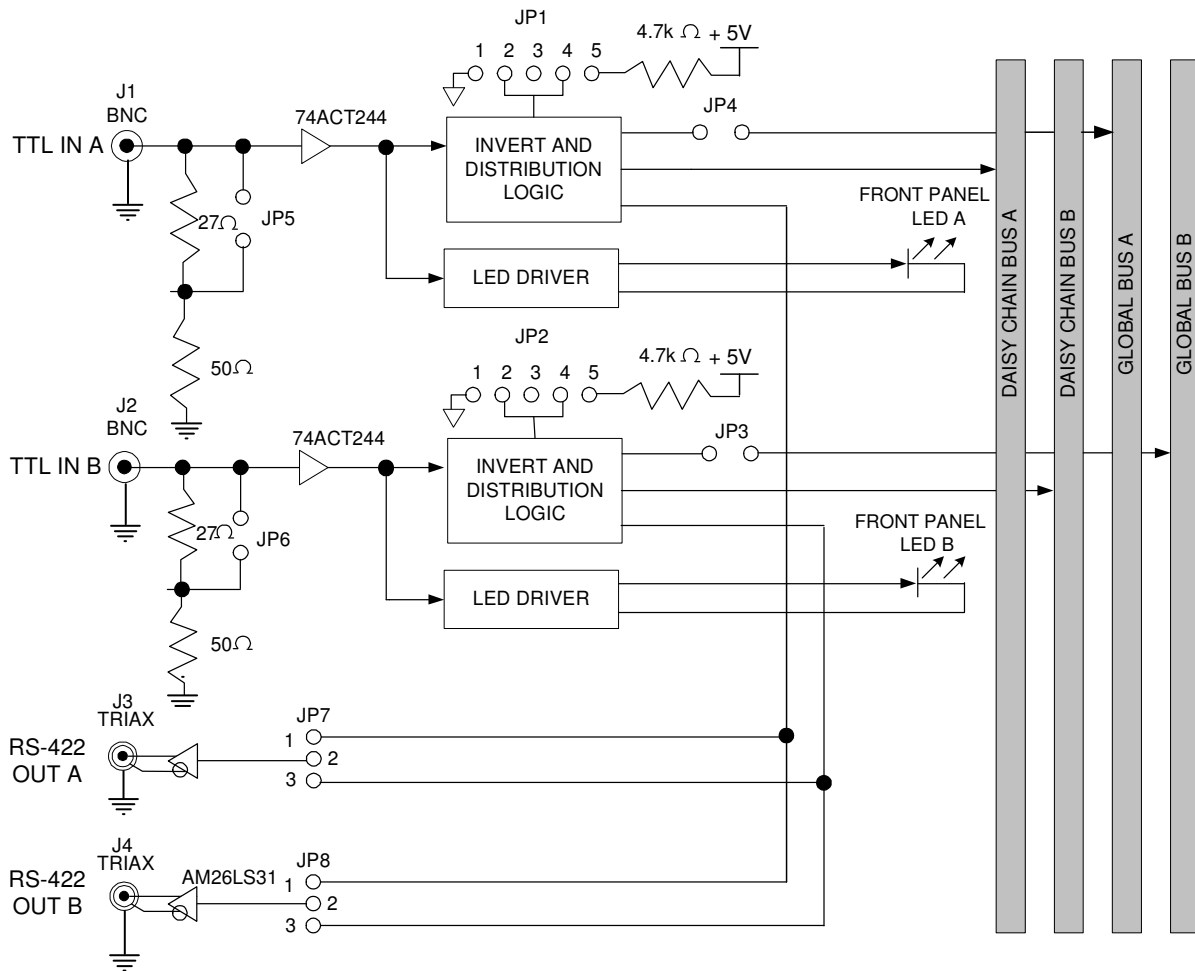 JP1
4.7k Ω + 5V
1 2 3 4 5
J1
BNC
TTL IN A
74ACT244
JP4
INVERT AND
DISTRIBUTION
LOGIC
27Ω
JP5
FRONT PANEL
LED A
LED DRIVER
50Ω
JP2
4.7k Ω + 5V
1 2 3 4 5
J2
BNC
TTL IN B
74ACT244
JP3
INVERT AND
DISTRIBUTION
LOGIC
27Ω
JP6
FRONT PANEL
LED B
LED DRIVER
50Ω
J3
TRIAX
RS-422
OUT A
JP7
1
2
3
J4
TRIAX
RS-422
OUT B
AM26LS31
JP8
1
2
3
DAISY CHAIN BUS A
DAISY CHAIN BUS B
GLOBAL BUS A
GLOBAL BUS B